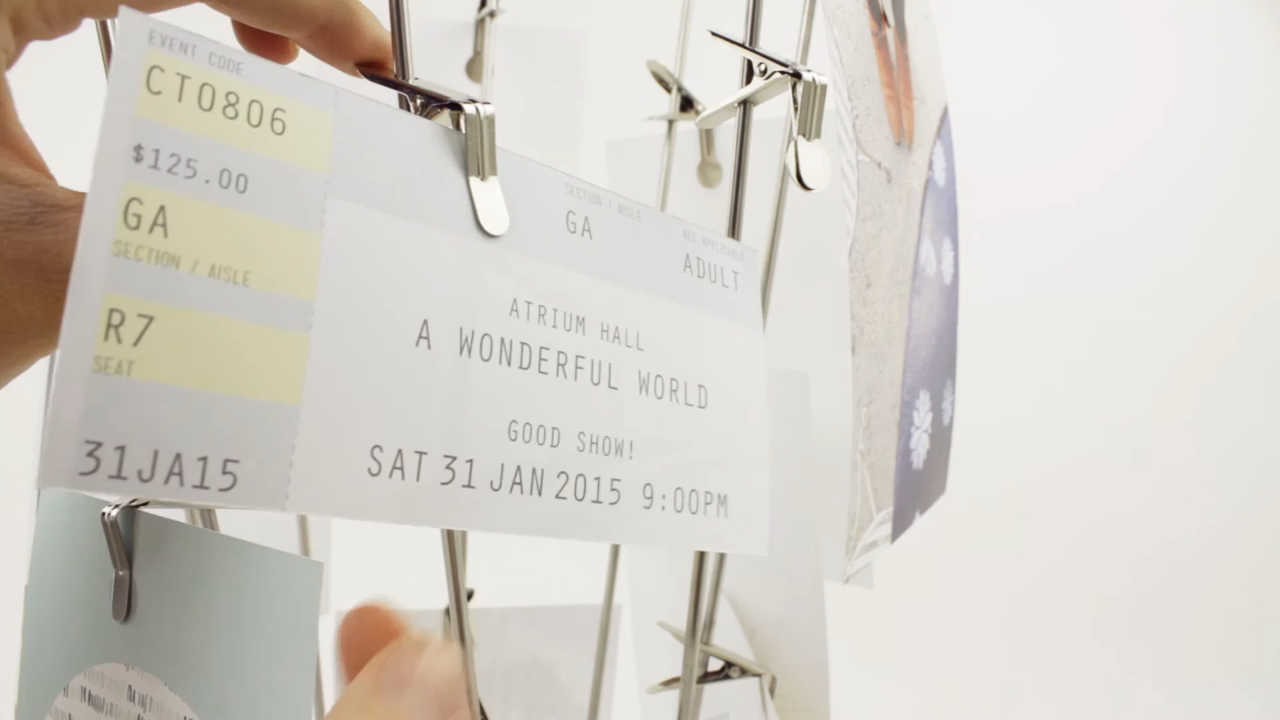 EVENT CODE
CT0806
$125.00
GA
SECTION / AISLE
R7
SEAT
31JA15
SECTION / AISLE
GA
ADULT
ATRIUM HALL
A WONDERFUL WORLD
GOOD SHOW!
SAT 31 JAN 2015 9:00PM